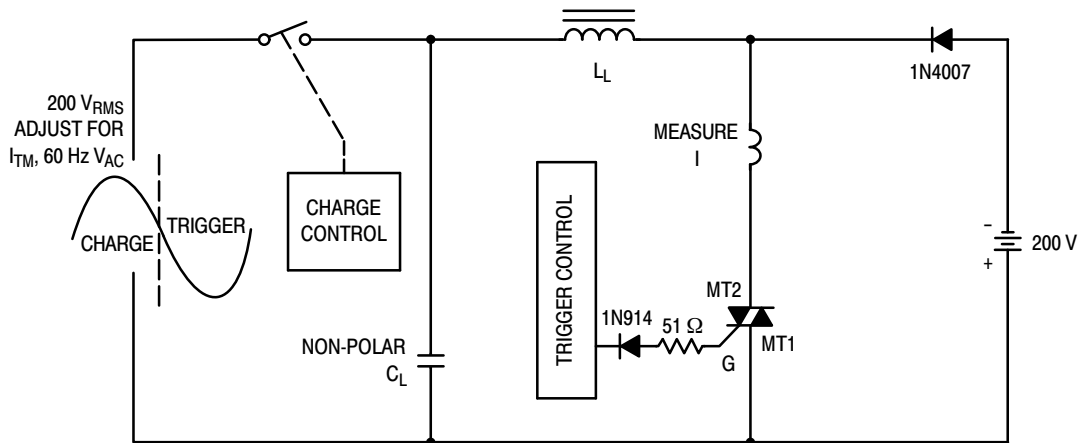 200 VRMS
ADJUST FOR
ITM, 60 Hz VAC
CHARGE
TRIGGER
CHARGE
CONTROL
NON-POLAR
CL
LL
TRIGGER CONTROL
1N914
51 Ω
G
MEASURE
I
MT2
MT1
1N4007
-
+
200 V